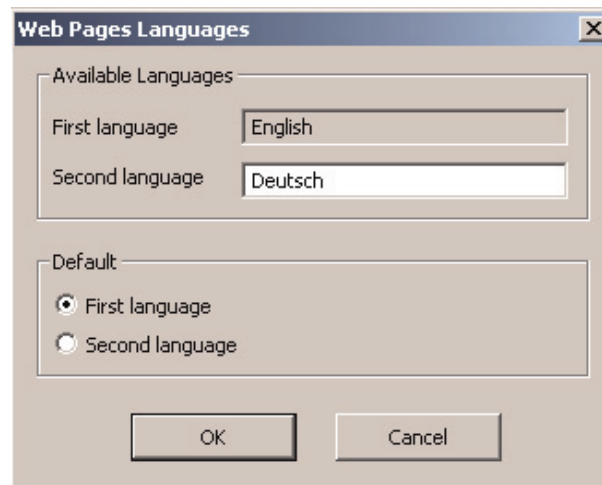 Web Pages Languages
Available Languages
First language English
Second language Deutsch
Default
First language
Second language
OK Cancel